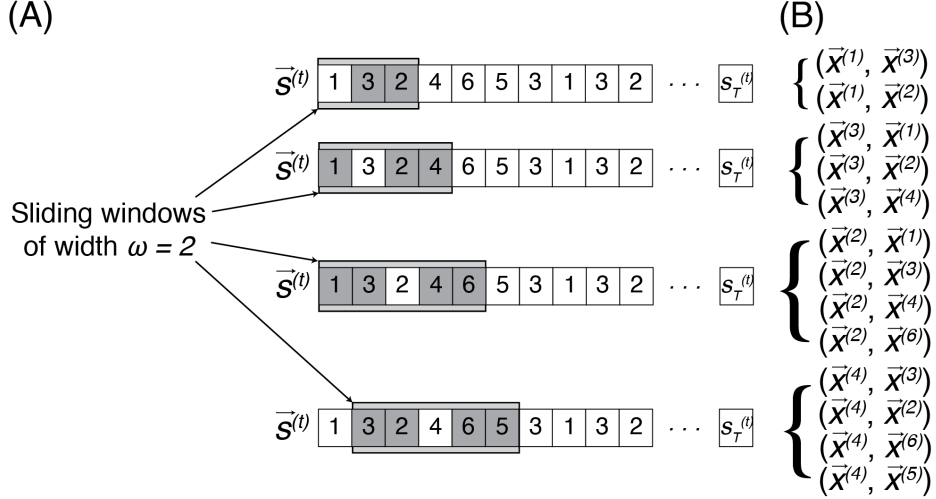 (A)
(B)
s⃗⁽ᵗ⁾ 1 3 2 4 6 5 3 1 3 2 ... s_T⁽ᵗ⁾
{ (x⃗⁽¹⁾, x⃗⁽³⁾)
(x⃗⁽¹⁾, x⃗⁽²⁾)
s⃗⁽ᵗ⁾ 1 3 2 4 6 5 3 1 3 2 ... s_T⁽ᵗ⁾
{ (x⃗⁽³⁾, x⃗⁽¹⁾)
(x⃗⁽³⁾, x⃗⁽²⁾)
(x⃗⁽³⁾, x⃗⁽⁴⁾)
Sliding windows
of width ω = 2
s⃗⁽ᵗ⁾ 1 3 2 4 6 5 3 1 3 2 ... s_T⁽ᵗ⁾
{ (x⃗⁽²⁾, x⃗⁽¹⁾)
(x⃗⁽²⁾, x⃗⁽³⁾)
(x⃗⁽²⁾, x⃗⁽⁴⁾)
(x⃗⁽²⁾, x⃗⁽⁶⁾)
s⃗⁽ᵗ⁾ 1 3 2 4 6 5 3 1 3 2 ... s_T⁽ᵗ⁾
{ (x⃗⁽⁴⁾, x⃗⁽³⁾)
(x⃗⁽⁴⁾, x⃗⁽²⁾)
(x⃗⁽⁴⁾, x⃗⁽⁶⁾)
(x⃗⁽⁴⁾, x⃗⁽⁵⁾)